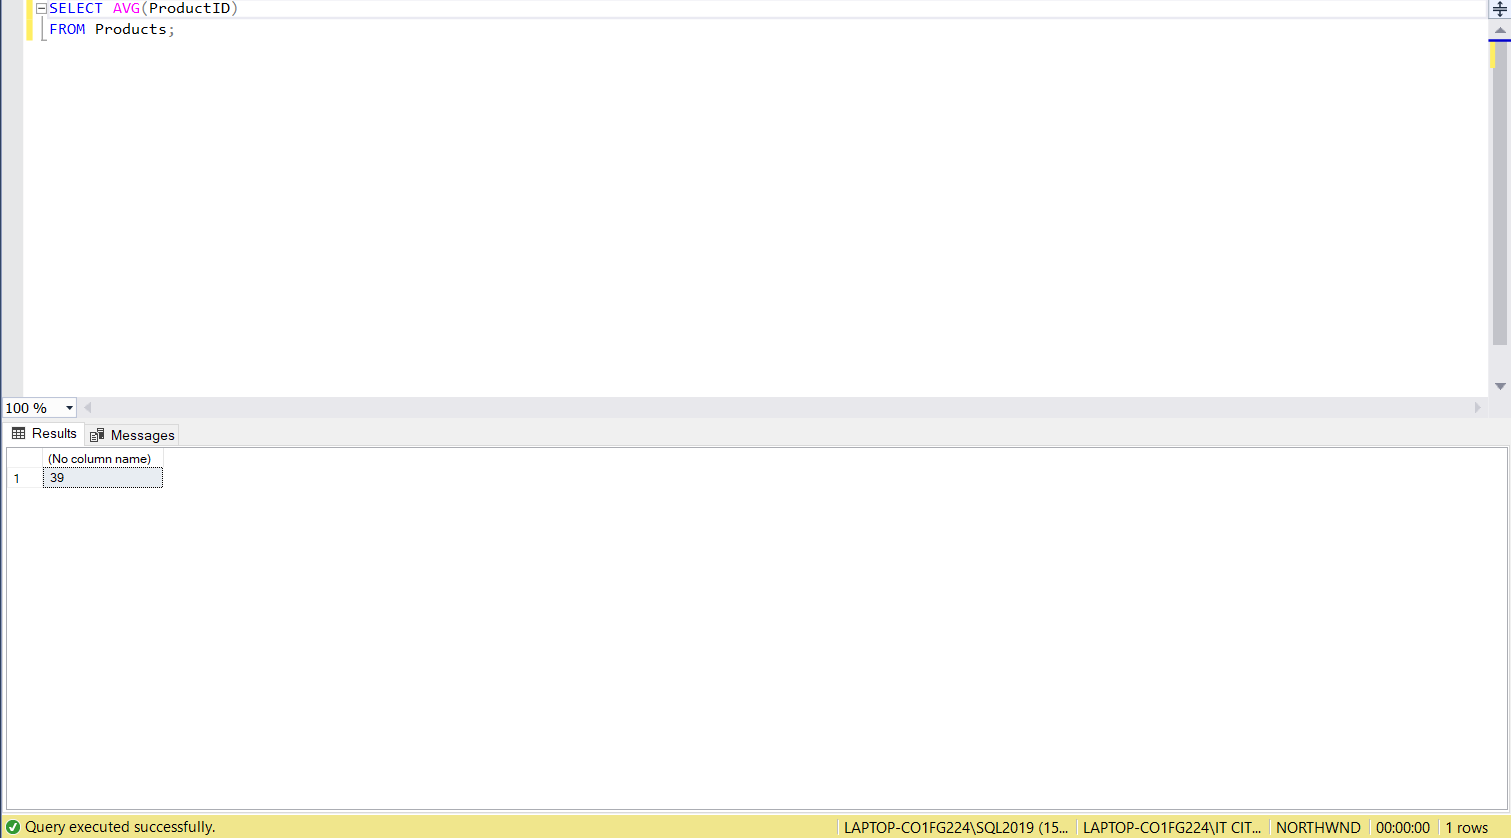 SELECT AVG(ProductID)
FROM Products;
100 %
Results Messages
(No column name)
1 39
Query executed successfully. LAPTOP-CO1FG224\SQL2019 (15... LAPTOP-CO1FG224\IT CIT... NORTHWND 00:00:00 1 rows